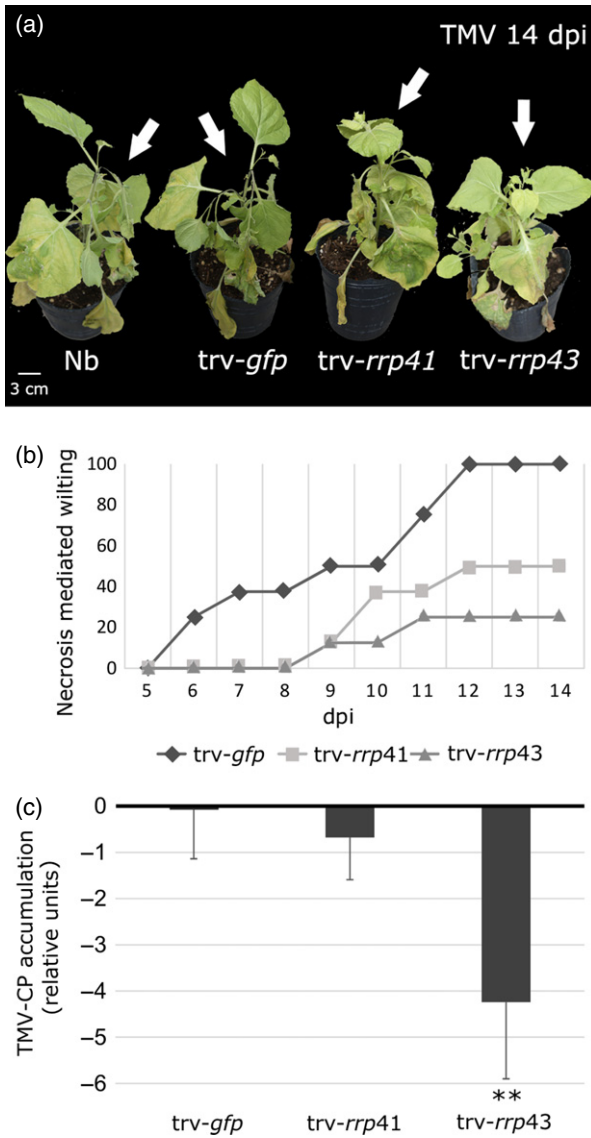 (a)
TMV 14 dpi
Nb trv-gfp trv-rrp41 trv-rrp43
3 cm
(b)
Necrosis mediated wilting
100
80
60
40
20
0
5 6 7 8 9 10 11 12 13 14
dpi
trv-gfp trv-rrp41 trv-rrp43
(c)
TMV-CP accumulation
(relative units)
0
–1
–2
–3
–4
–5
–6
**
trv-gfp trv-rrp41 trv-rrp43